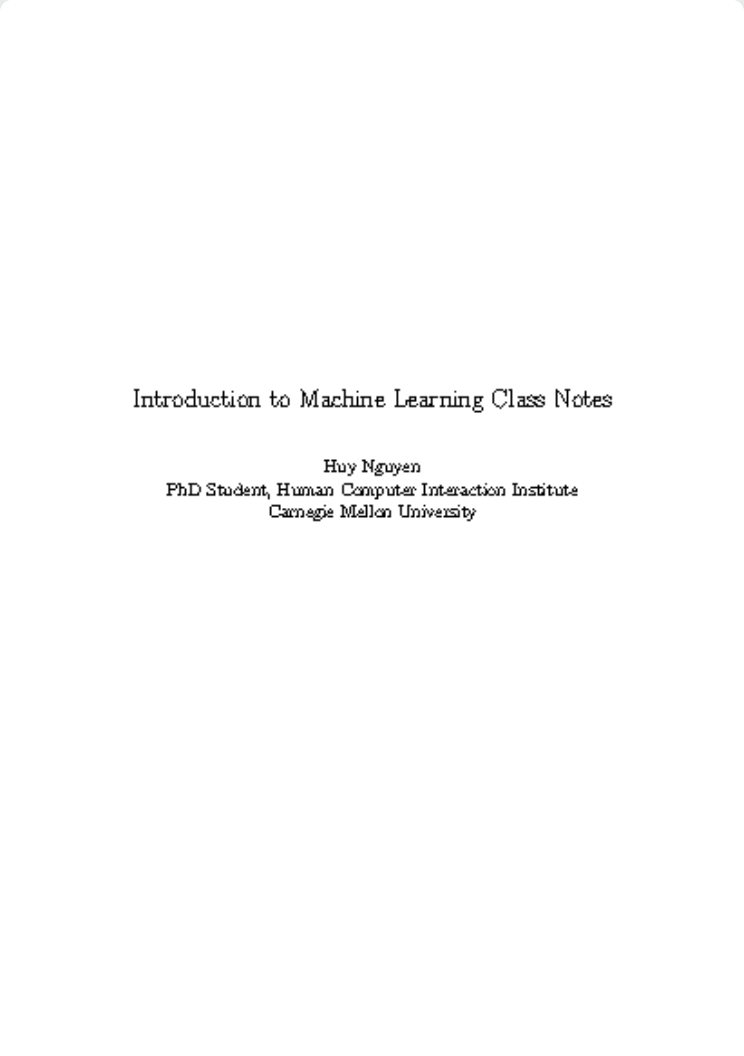 Introduction to Machine Learning Class Notes
Huy Nguyen
PhD Student, Human Computer Interaction Institute
Carnegie Mellon University